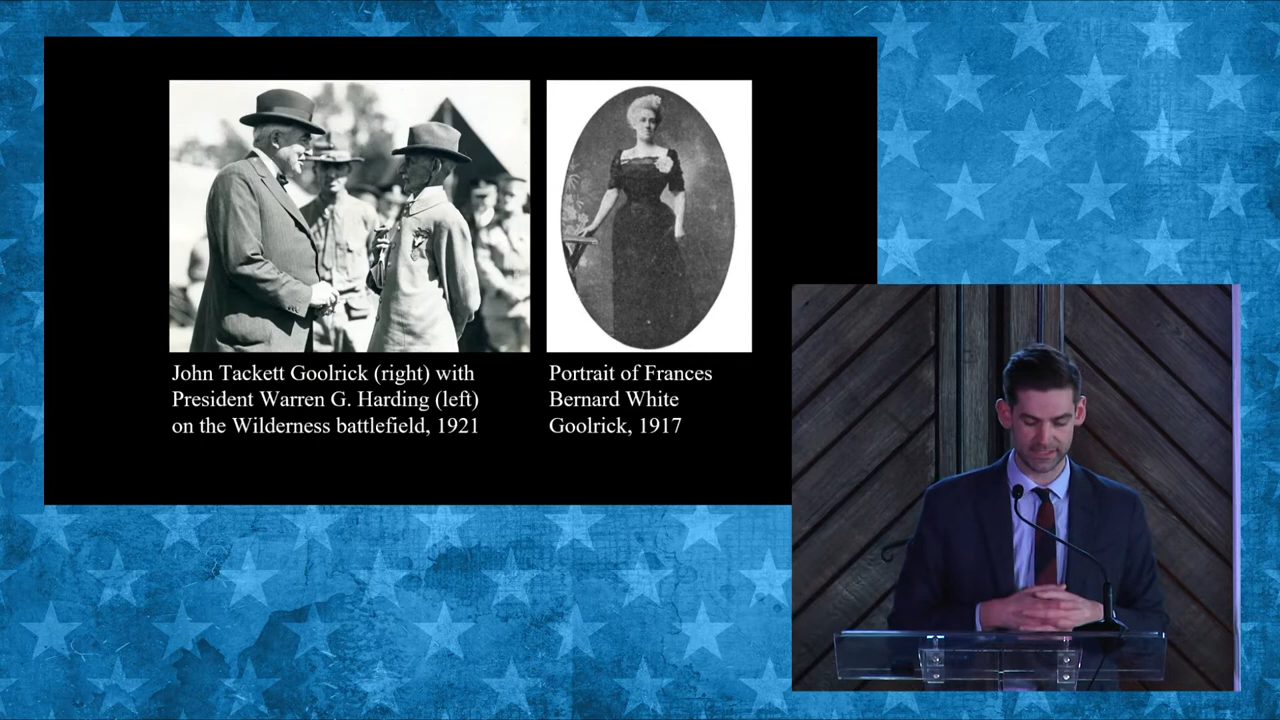 John Tackett Goolrick (right) with
President Warren G. Harding (left)
on the Wilderness battlefield, 1921
Portrait of Frances
Bernard White
Goolrick, 1917